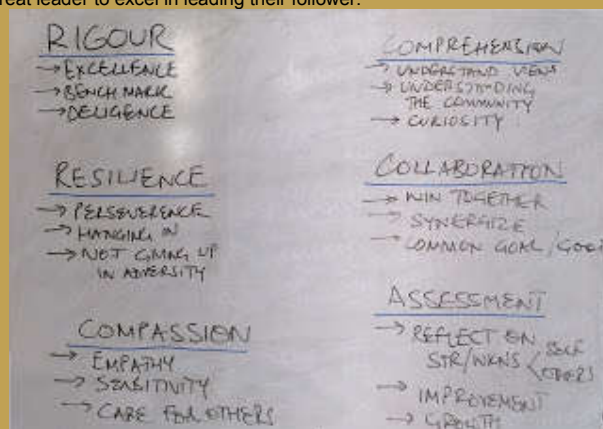 great leader to excel in leading their follower.
RIGOUR
→ EXCELLENCE
→ BENCH MARK
→ DELIGENCE
RESILIENCE
→ PERSEVERENCE
→ HANGING IN
→ NOT GIVING UP
IN ADVERSITY
COMPASSION
→ EMPATHY
→ SENSITIVITY
→ CARE FOR OTHERS
COMPREHENSION
→ UNDERSTAND
→ UNDERSTANDING
THE COMMUNITY
→ CURIOSITY
COLLABORATION
→ WIN TOGETHER
→ SYNERGIZE
→ COMMON GOAL/GOOD
ASSESSMENT
→ REFLECT ON SELF
STR/WKNS < OTHERS
→ IMPROVEMENT
→ GROWTH